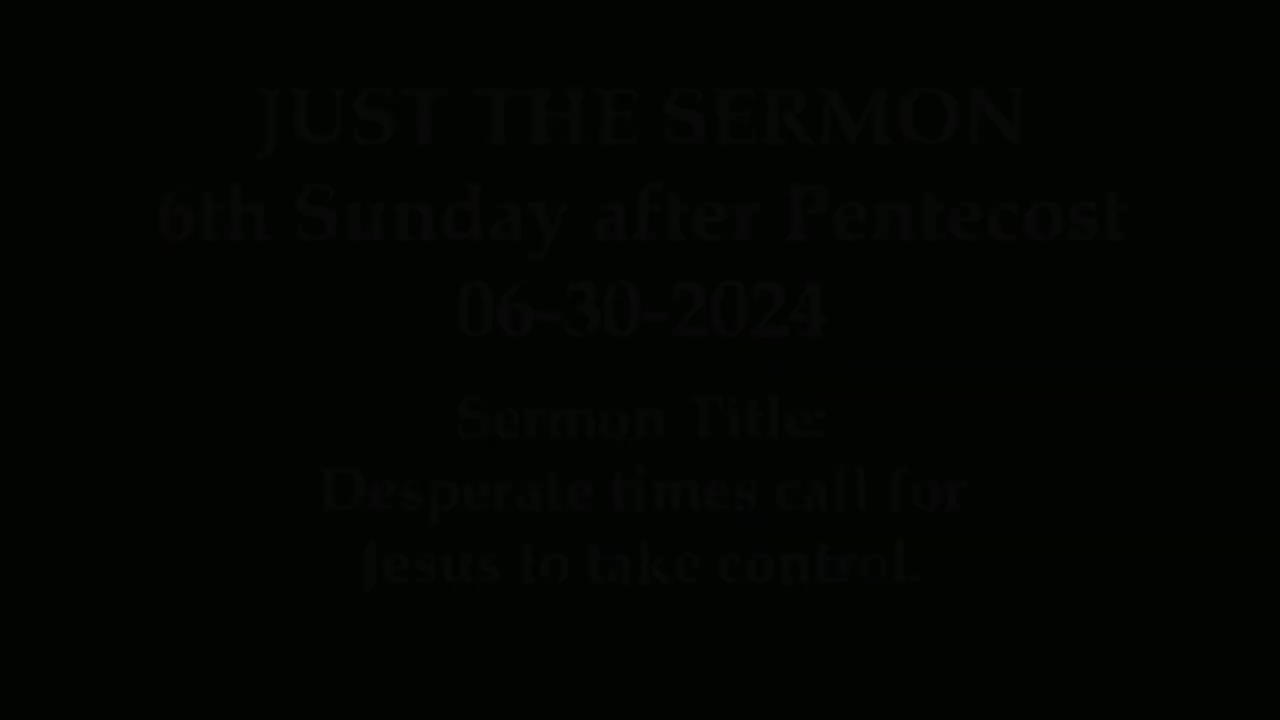 JUST THE SERMON
6th Sunday after Pentecost
06-30-2024
Sermon Title:
Desperate times call for
Jesus to take control.